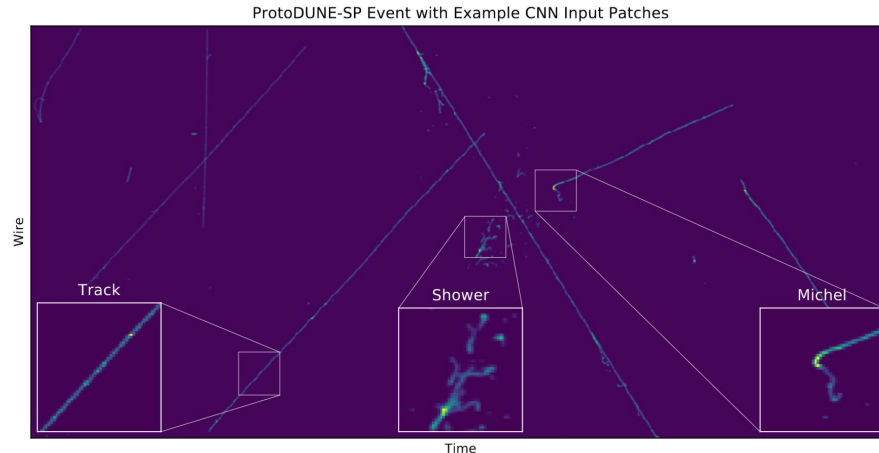 ProtoDUNE-SP Event with Example CNN Input Patches
Wire
Track
Shower
Michel
Time